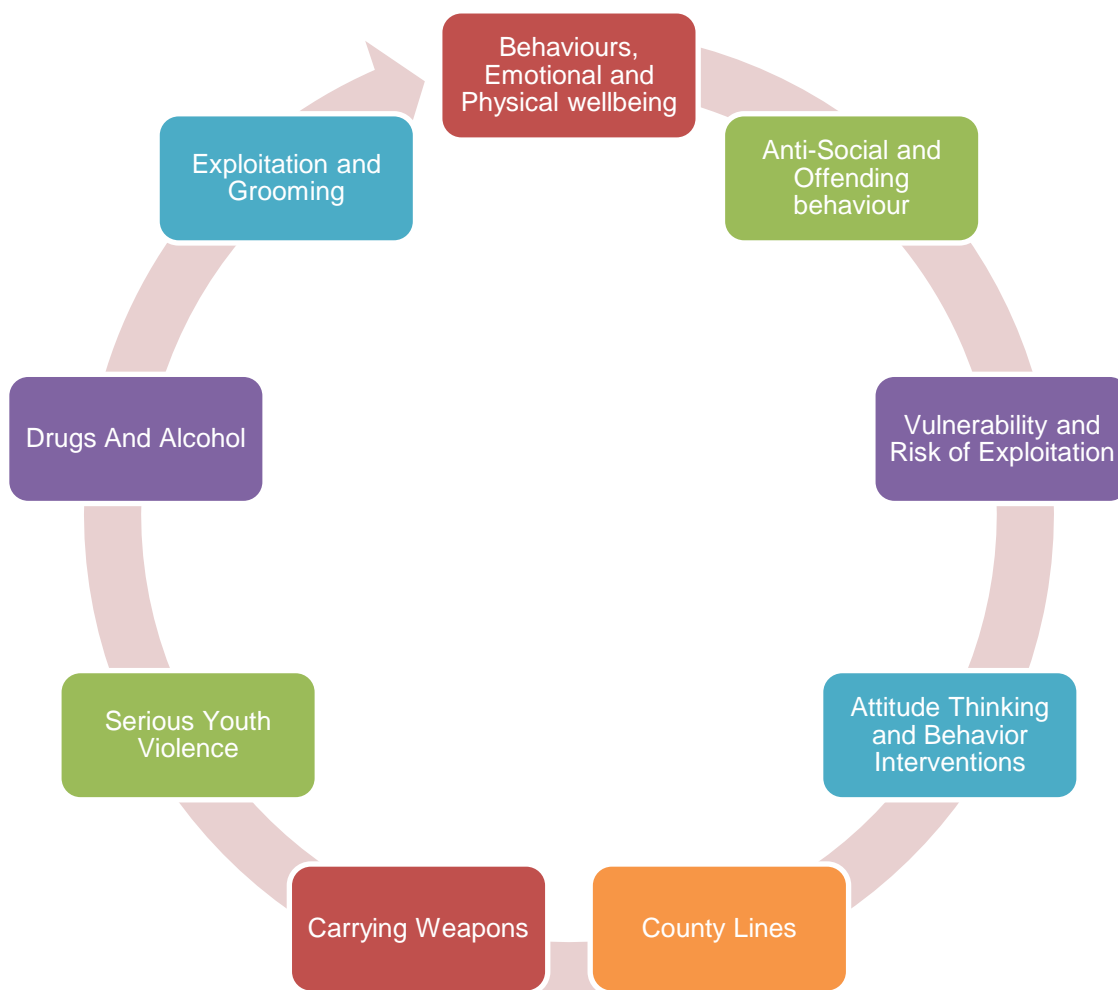 Behaviours,
Emotional and
Physical wellbeing
Anti-Social and
Offending
behaviour
Vulnerability and
Risk of Exploitation
Attitude Thinking
and Behavior
Interventions
County Lines
Carrying Weapons
Serious Youth
Violence
Drugs And Alcohol
Exploitation and
Grooming